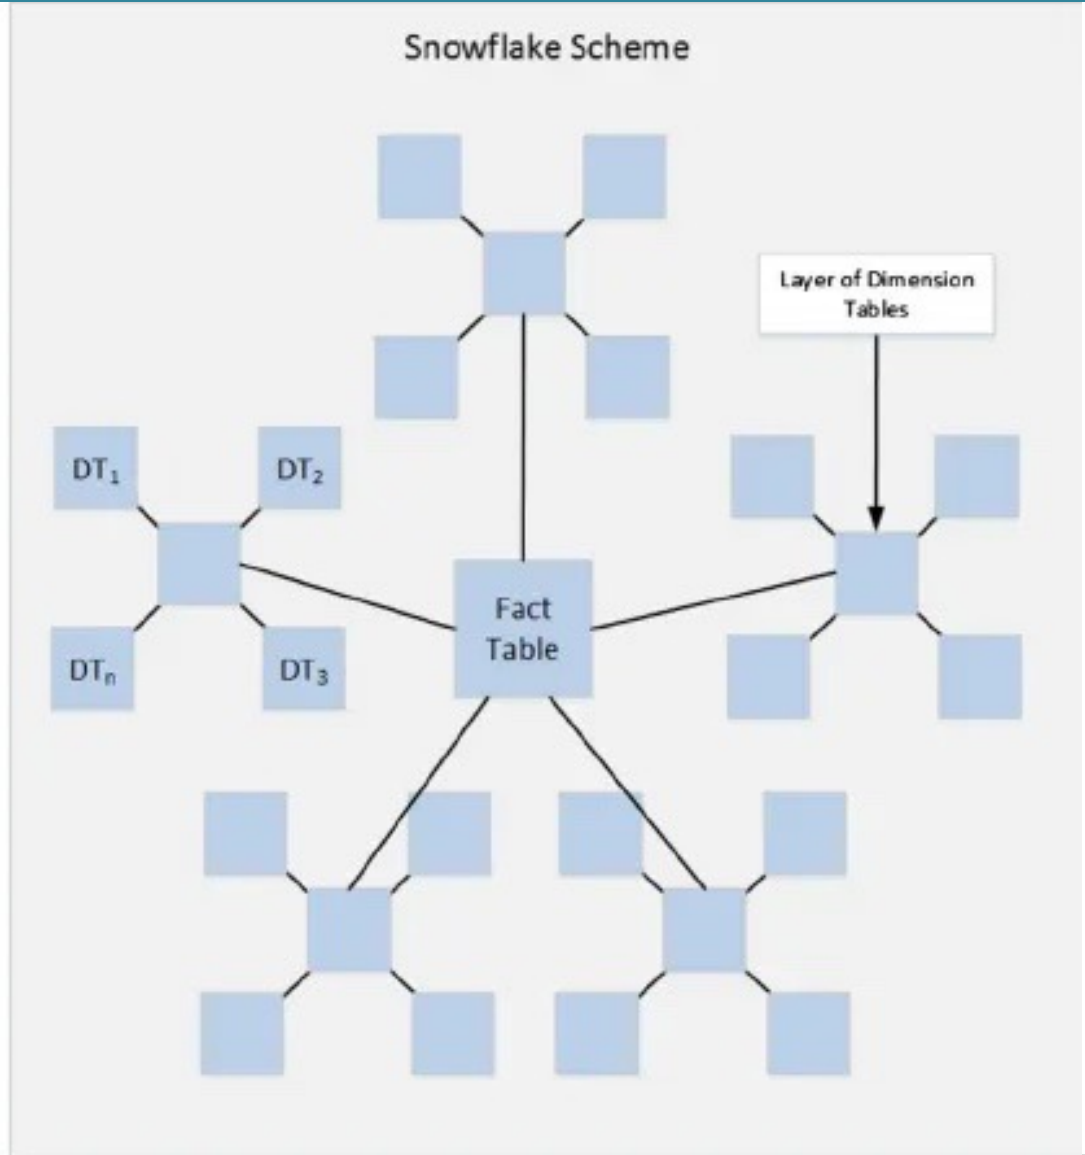 Snowflake Scheme
Layer of Dimension
Tables
DT₁
DT₂
Fact
Table
DTₙ
DT₃